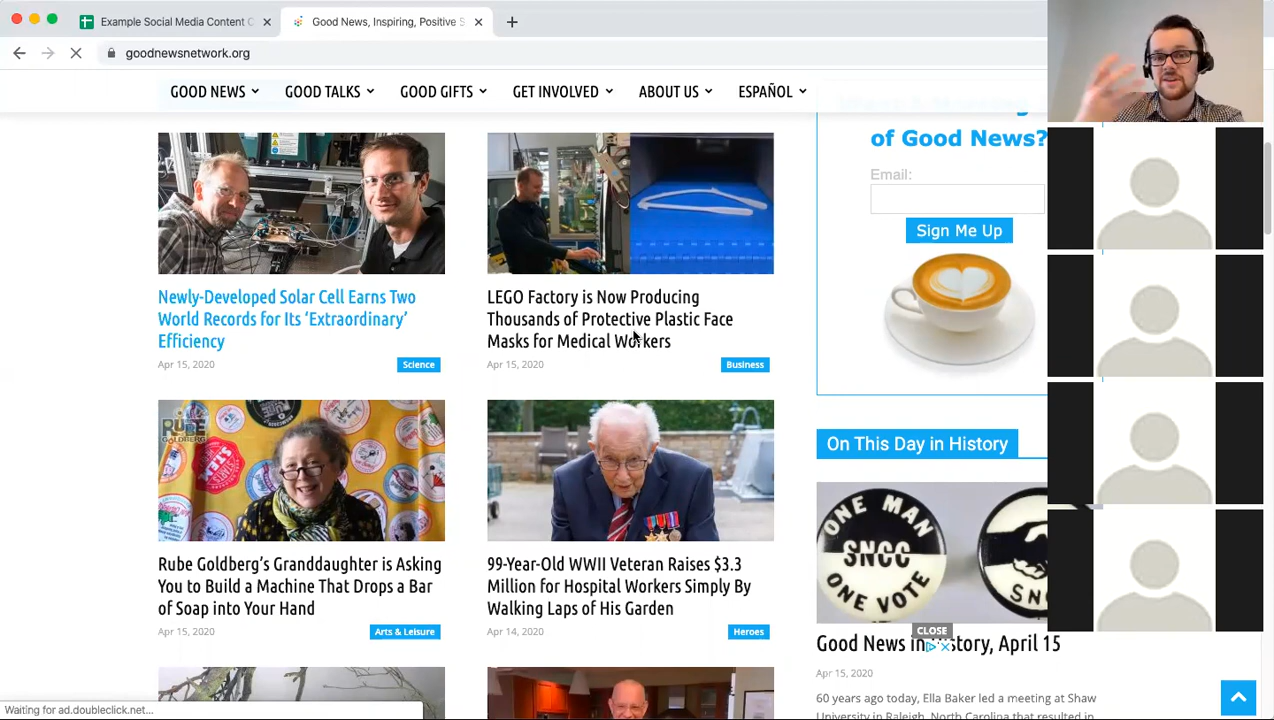 Example Social Media Content C
Good News, Inspiring, Positive S
goodnewsnetwork.org
GOOD NEWS
GOOD TALKS
GOOD GIFTS
GET INVOLVED
ABOUT US
ESPAÑOL
of Good News?
Email:
Sign Me Up
Newly-Developed Solar Cell Earns Two
World Records for Its ‘Extraordinary’
Efficiency
Apr 15, 2020
Science
LEGO Factory is Now Producing
Thousands of Protective Plastic Face
Masks for Medical Workers
Apr 15, 2020
Business
On This Day in History
RUBE
GOLDBERG
S.T.E.M.
ONE MAN
SNCC
ONE VOTE
SN
Rube Goldberg’s Granddaughter is Asking
You to Build a Machine That Drops a Bar
of Soap into Your Hand
Apr 15, 2020
Arts & Leisure
99-Year-Old WWII Veteran Raises $3.3
Million for Hospital Workers Simply By
Walking Laps of His Garden
Apr 14, 2020
Heroes
CLOSE
Good News in History, April 15
Apr 15, 2020
60 years ago today, Ella Baker led a meeting at Shaw
University in Raleigh, North Carolina that resulted in
Waiting for ad.doubleclick.net...